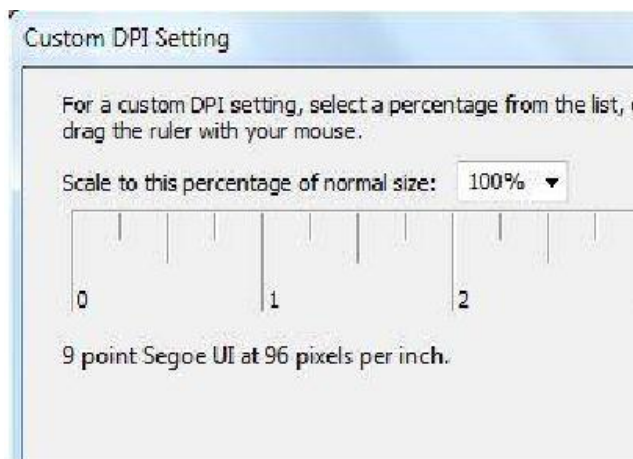 Custom DPI Setting
For a custom DPI setting, select a percentage from the list,
drag the ruler with your mouse.
Scale to this percentage of normal size: 100%
0 1 2
9 point Segoe UI at 96 pixels per inch.